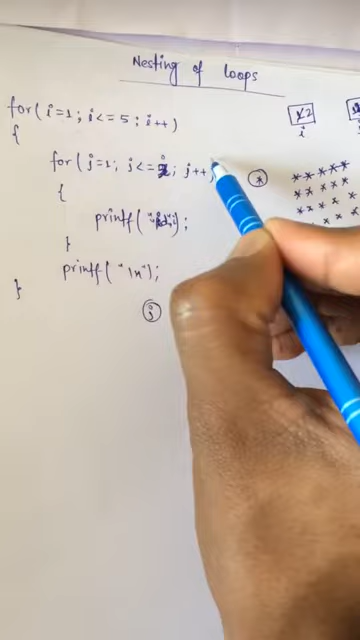 Nesting of loops
for( i=1; i<= 5; i++)
{
for( j=1; j<= i; j++)
{
printf(" ");
}
printf(" \n");
}
i
*
* * * * *
* * * * *
* * * * *
* * *
j